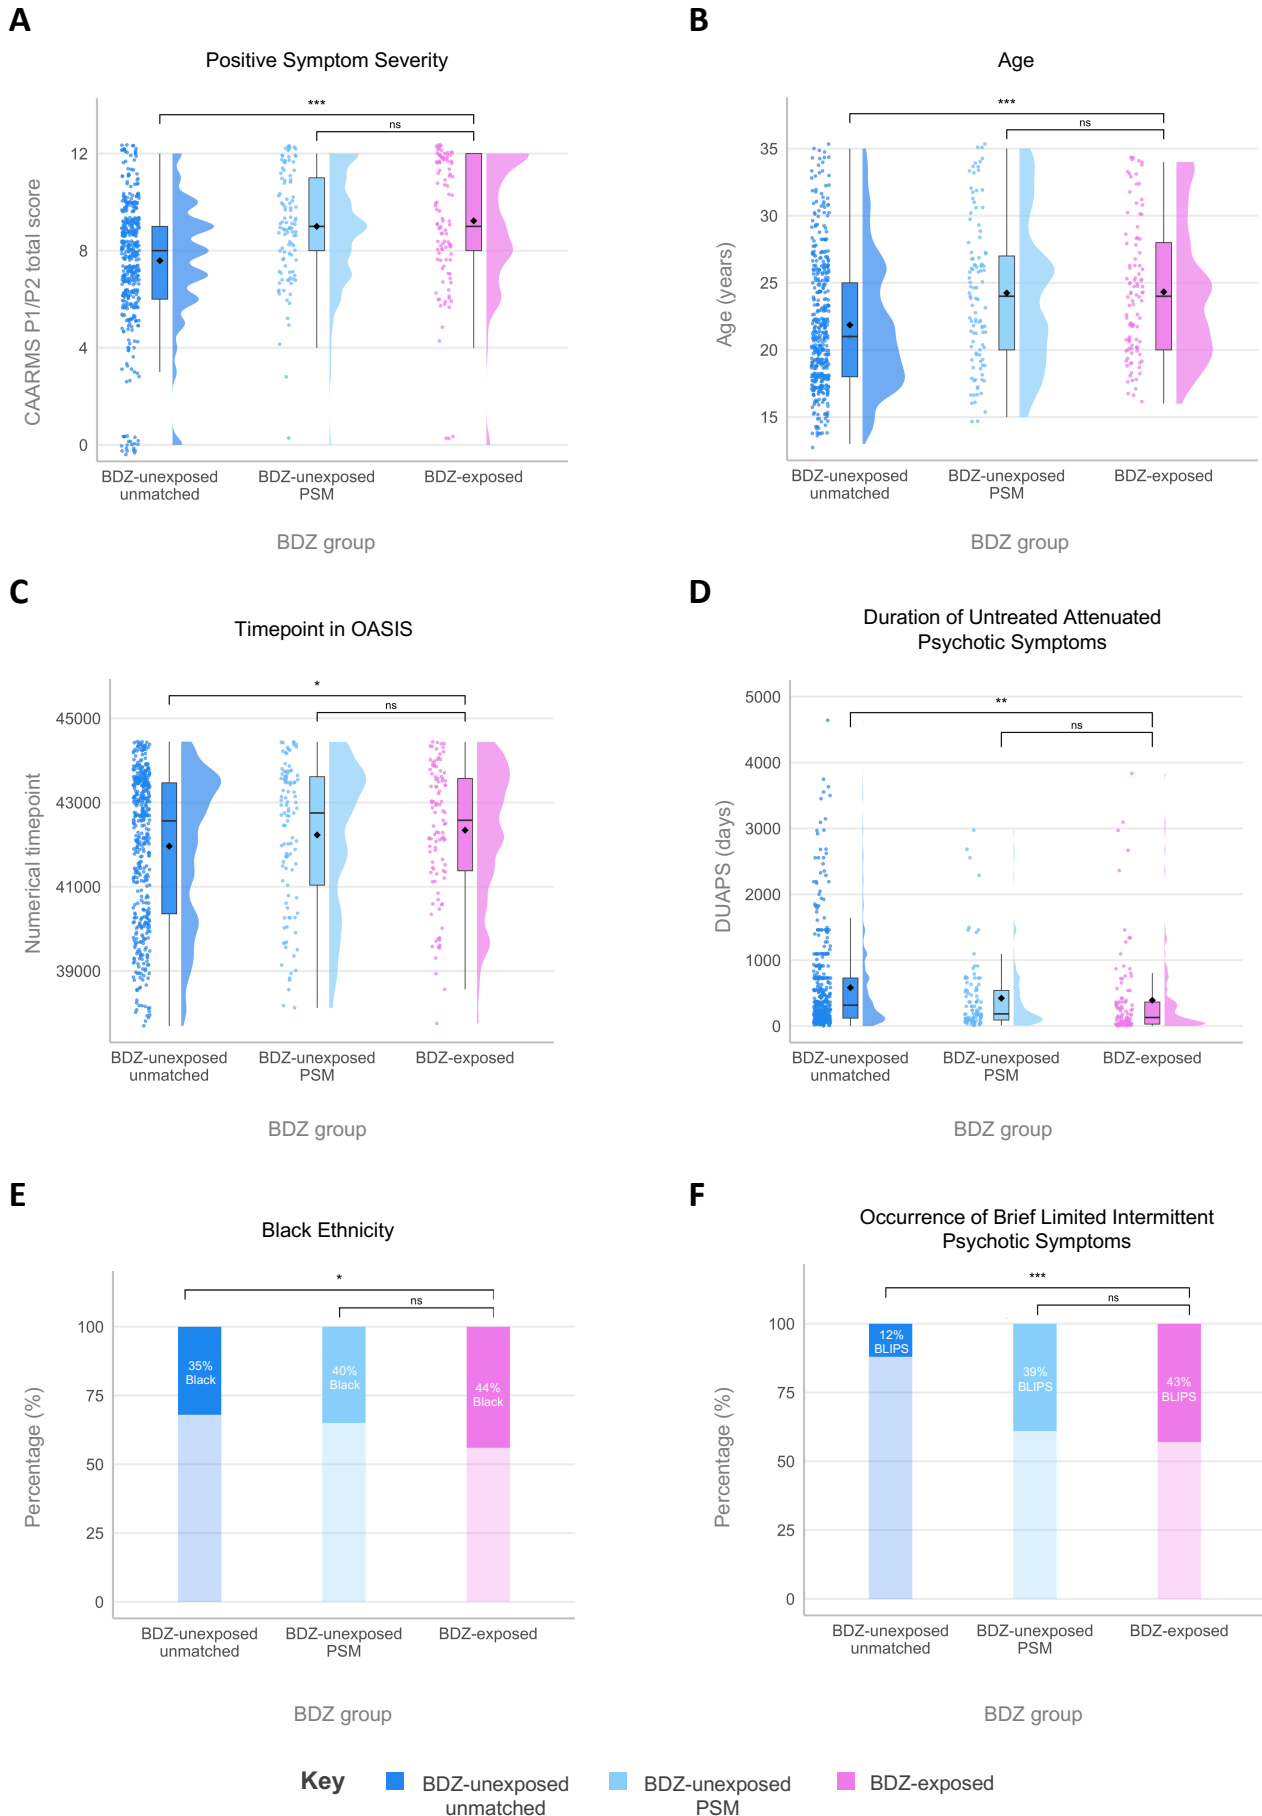 A
Positive Symptom Severity
***
ns
12
8
4
0
CAARMS P1/P2 total score
BDZ-unexposed
unmatched
BDZ-unexposed
PSM
BDZ-exposed
BDZ group
B
Age
***
ns
35
30
25
20
15
Age (years)
BDZ-unexposed
unmatched
BDZ-unexposed
PSM
BDZ-exposed
BDZ group
C
Timepoint in OASIS
*
ns
45000
43000
41000
39000
Numerical timepoint
BDZ-unexposed
unmatched
BDZ-unexposed
PSM
BDZ-exposed
BDZ group
D
Duration of Untreated Attenuated
Psychotic Symptoms
**
ns
5000
4000
3000
2000
1000
0
DUAPS (days)
BDZ-unexposed
unmatched
BDZ-unexposed
PSM
BDZ-exposed
BDZ group
E
Black Ethnicity
*
ns
100
75
50
25
0
Percentage (%)
35%
Black
40%
Black
44%
Black
BDZ-unexposed
unmatched
BDZ-unexposed
PSM
BDZ-exposed
BDZ group
F
Occurrence of Brief Limited Intermittent
Psychotic Symptoms
***
ns
100
75
50
25
0
Percentage (%)
12%
BLIPS
39%
BLIPS
43%
BLIPS
BDZ-unexposed
unmatched
BDZ-unexposed
PSM
BDZ-exposed
BDZ group
Key
BDZ-unexposed
unmatched
BDZ-unexposed
PSM
BDZ-exposed